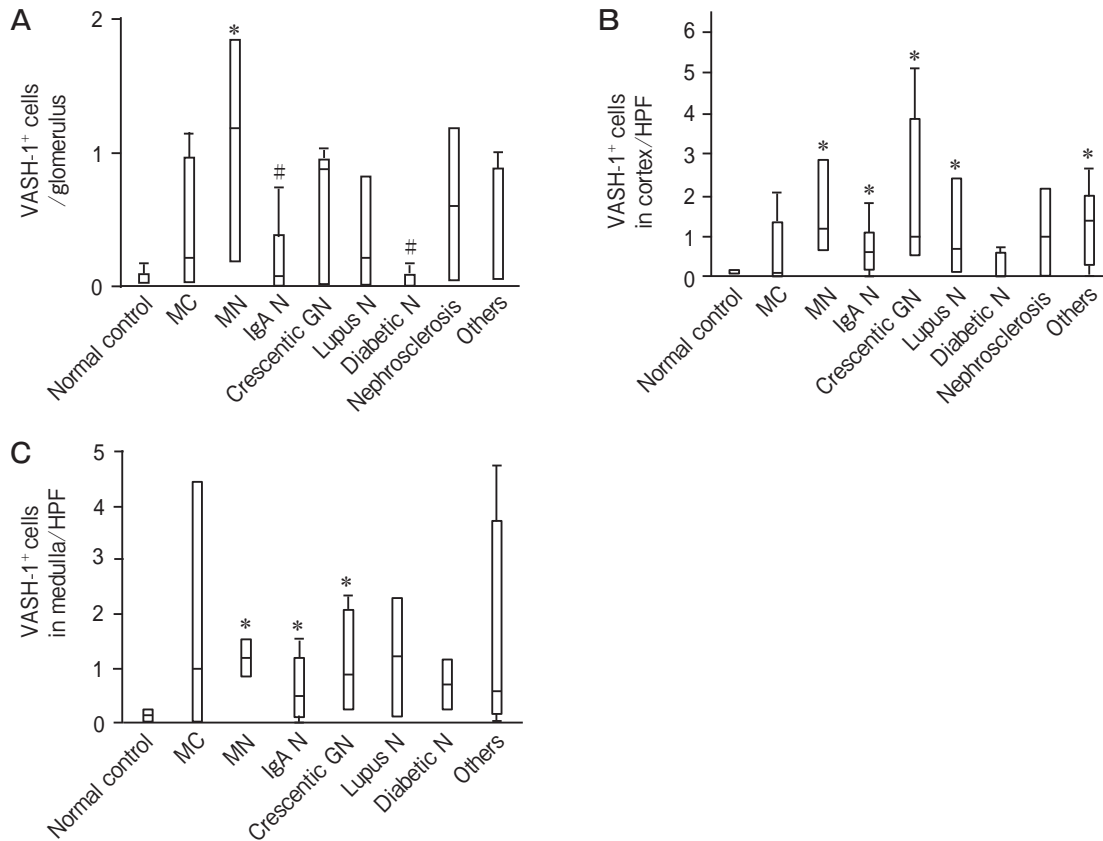 A
VASH-1⁺ cells
/glomerulus
2
1
0
*
#
#
Normal control
MC
MN
IgA N
Crescentic GN
Lupus N
Diabetic N
Nephrosclerosis
Others
B
VASH-1⁺ cells
in cortex/HPF
6
5
4
3
2
1
0
*
*
*
*
*
Normal control
MC
MN
IgA N
Crescentic GN
Lupus N
Diabetic N
Nephrosclerosis
Others
C
VASH-1⁺ cells
in medulla/HPF
5
4
3
2
1
0
*
*
*
Normal control
MC
MN
IgA N
Crescentic GN
Lupus N
Diabetic N
Others